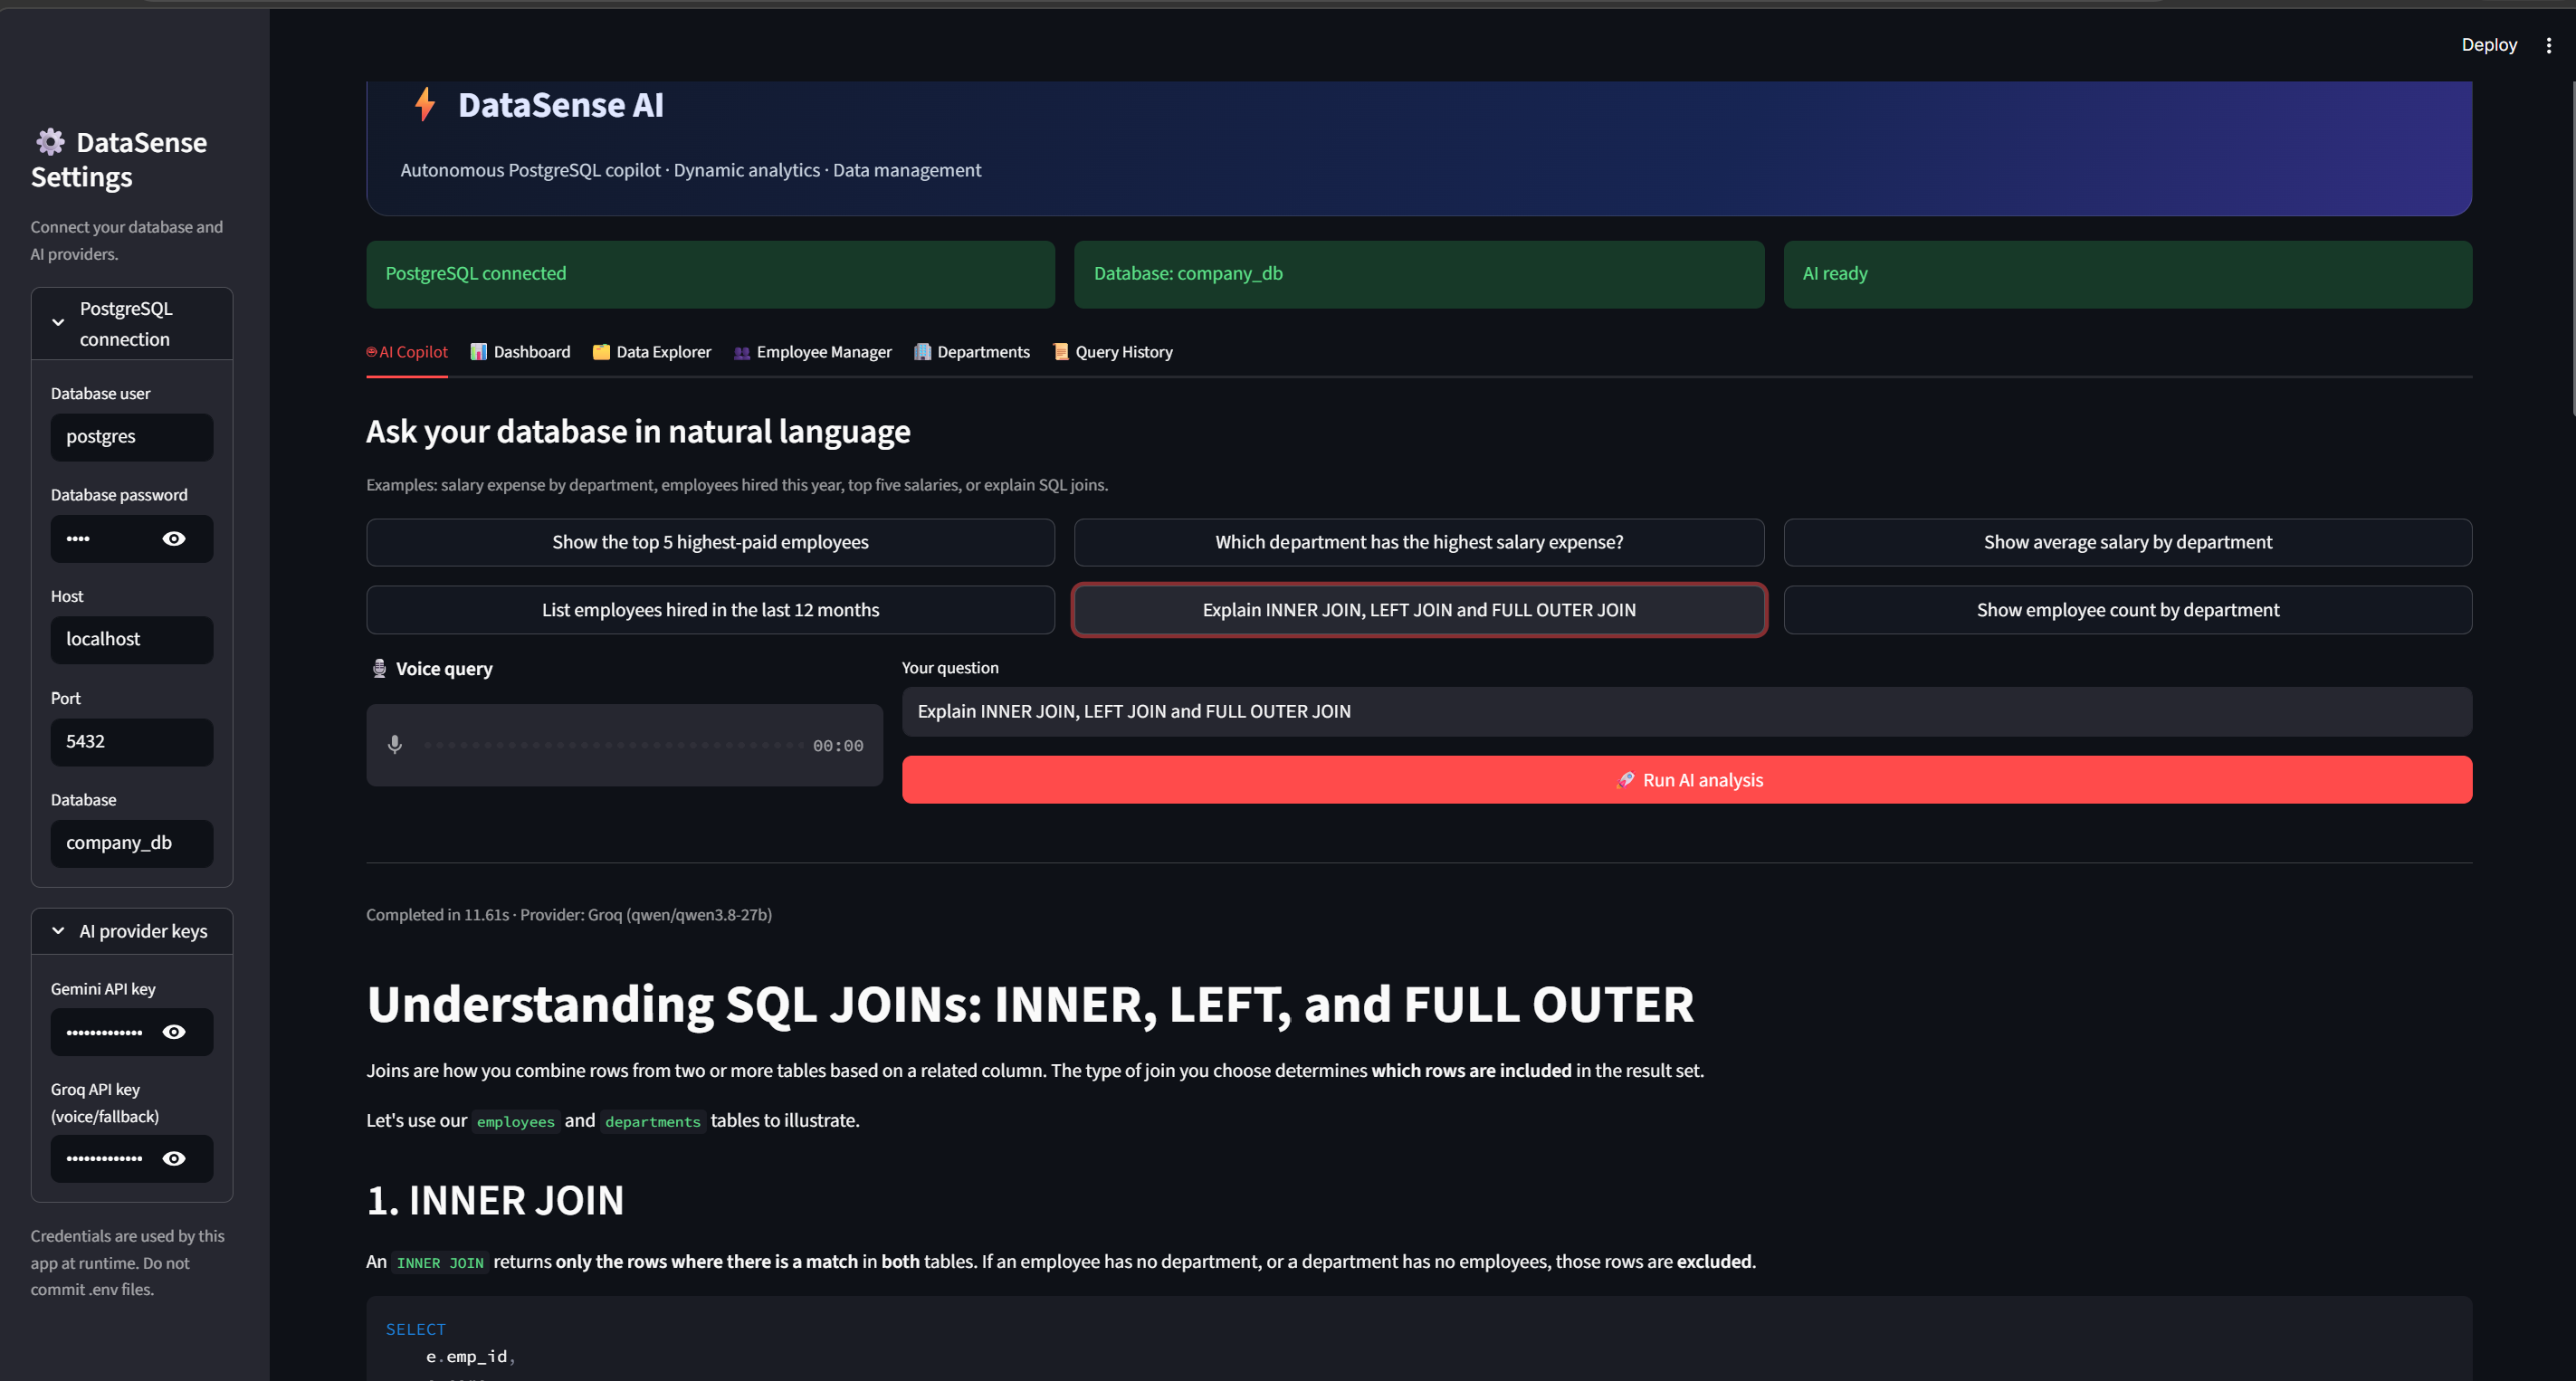 Deploy
DataSense
Settings
Connect your database and
AI providers.
PostgreSQL
connection
Database user
postgres
Database password
••••
Host
localhost
Port
5432
Database
company_db
AI provider keys
Gemini API key
•••••••••••••
Groq API key
(voice/fallback)
•••••••••••••
Credentials are used by this
app at runtime. Do not
commit .env files.
DataSense AI
Autonomous PostgreSQL copilot · Dynamic analytics · Data management
PostgreSQL connected
Database: company_db
AI ready
AI Copilot
Dashboard
Data Explorer
Employee Manager
Departments
Query History
Ask your database in natural language
Examples: salary expense by department, employees hired this year, top five salaries, or explain SQL joins.
Show the top 5 highest-paid employees
Which department has the highest salary expense?
Show average salary by department
List employees hired in the last 12 months
Explain INNER JOIN, LEFT JOIN and FULL OUTER JOIN
Show employee count by department
Voice query
00:00
Your question
Explain INNER JOIN, LEFT JOIN and FULL OUTER JOIN
Run AI analysis
Completed in 11.61s · Provider: Groq (qwen/qwen3.8-27b)
Understanding SQL JOINs: INNER, LEFT, and FULL OUTER
Joins are how you combine rows from two or more tables based on a related column. The type of join you choose determines which rows are included in the result set.
Let's use our employees and departments tables to illustrate.
1. INNER JOIN
An INNER JOIN returns only the rows where there is a match in both tables. If an employee has no department, or a department has no employees, those rows are excluded.
SELECT
e.emp_id,